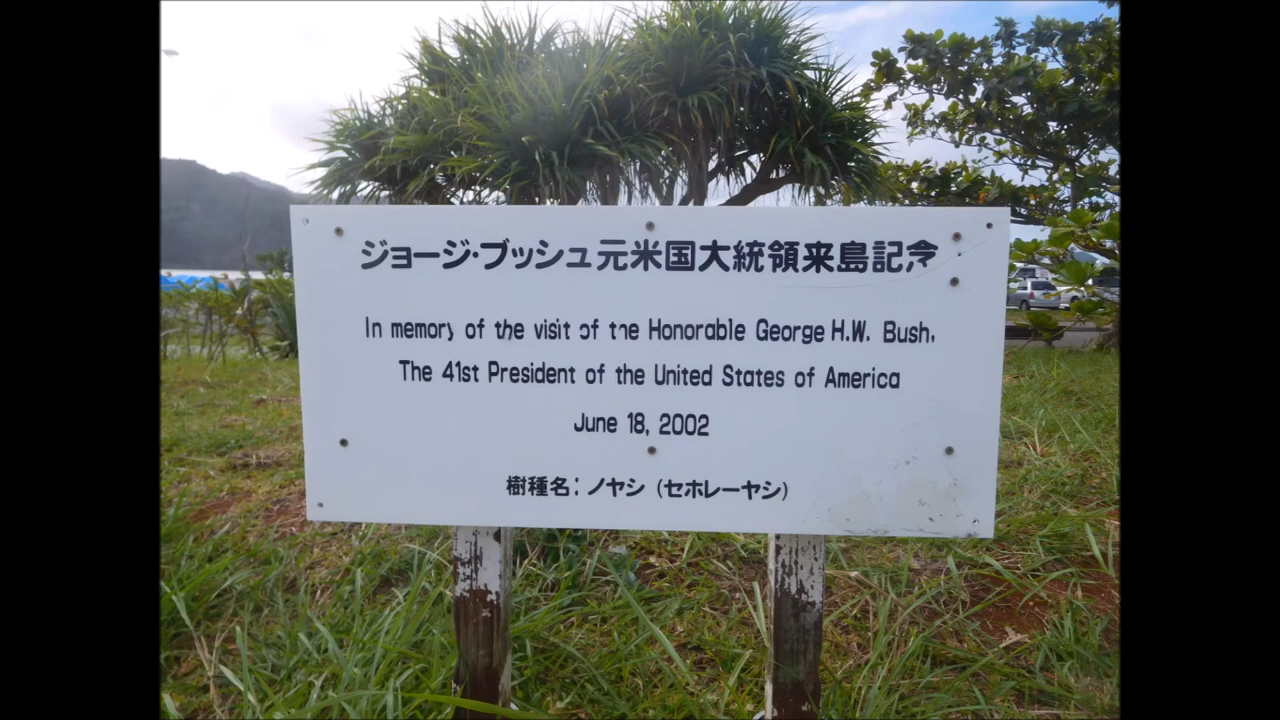 ジョージ・ブッシュ元米国大統領来島記念
In memory of the visit of the Honorable George H.W. Bush.
The 41st President of the United States of America
June 18, 2002
樹種名：ノヤシ（セホレーヤシ）